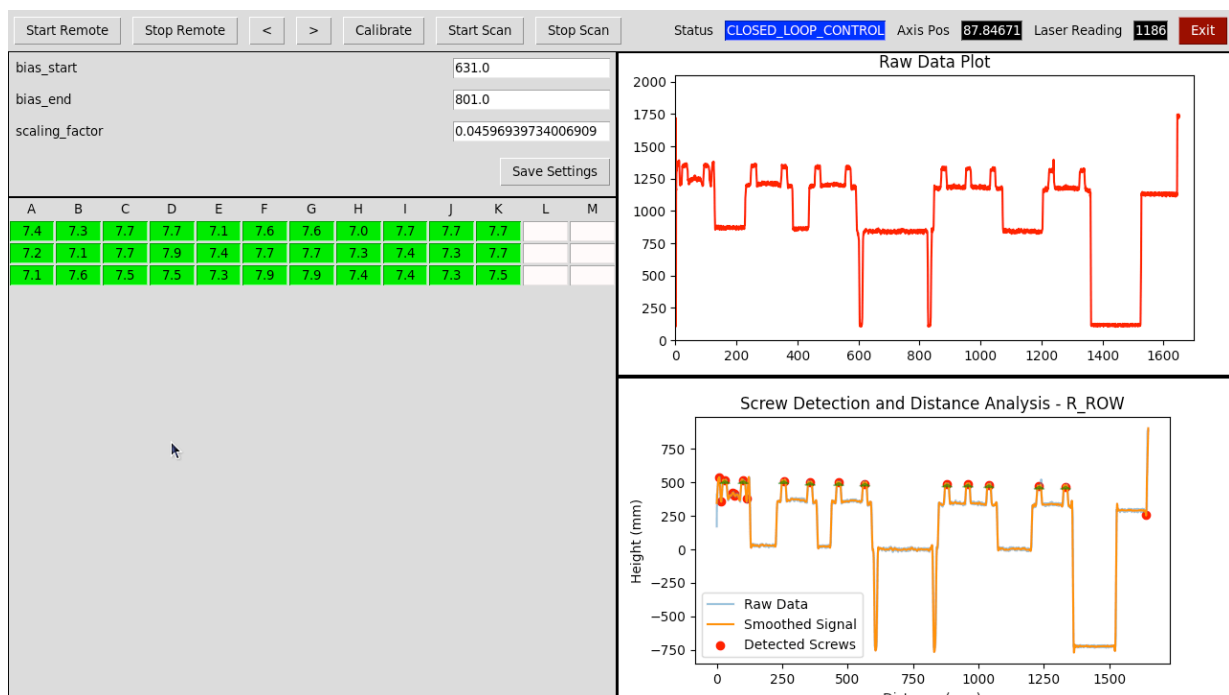 Start Remote Stop Remote < > Calibrate Start Scan Stop Scan Status CLOSED_LOOP_CONTROL Axis Pos 87.84671 Laser Reading 1186 Exit
bias_start 631.0
bias_end 801.0
scaling_factor 0.04596939734006909
Save Settings
A B C D E F G H I J K L M
7.4 7.3 7.7 7.7 7.1 7.6 7.6 7.0 7.7 7.7 7.7
7.2 7.1 7.7 7.9 7.4 7.7 7.7 7.3 7.4 7.3 7.7
7.1 7.6 7.5 7.5 7.3 7.9 7.9 7.4 7.4 7.3 7.5
Raw Data Plot
2000
1750
1500
1250
1000
750
500
250
0
0 200 400 600 800 1000 1200 1400 1600
Screw Detection and Distance Analysis - R_ROW
Height (mm)
750
500
250
0
−250
−500
−750
Raw Data
Smoothed Signal
Detected Screws
0 250 500 750 1000 1250 1500